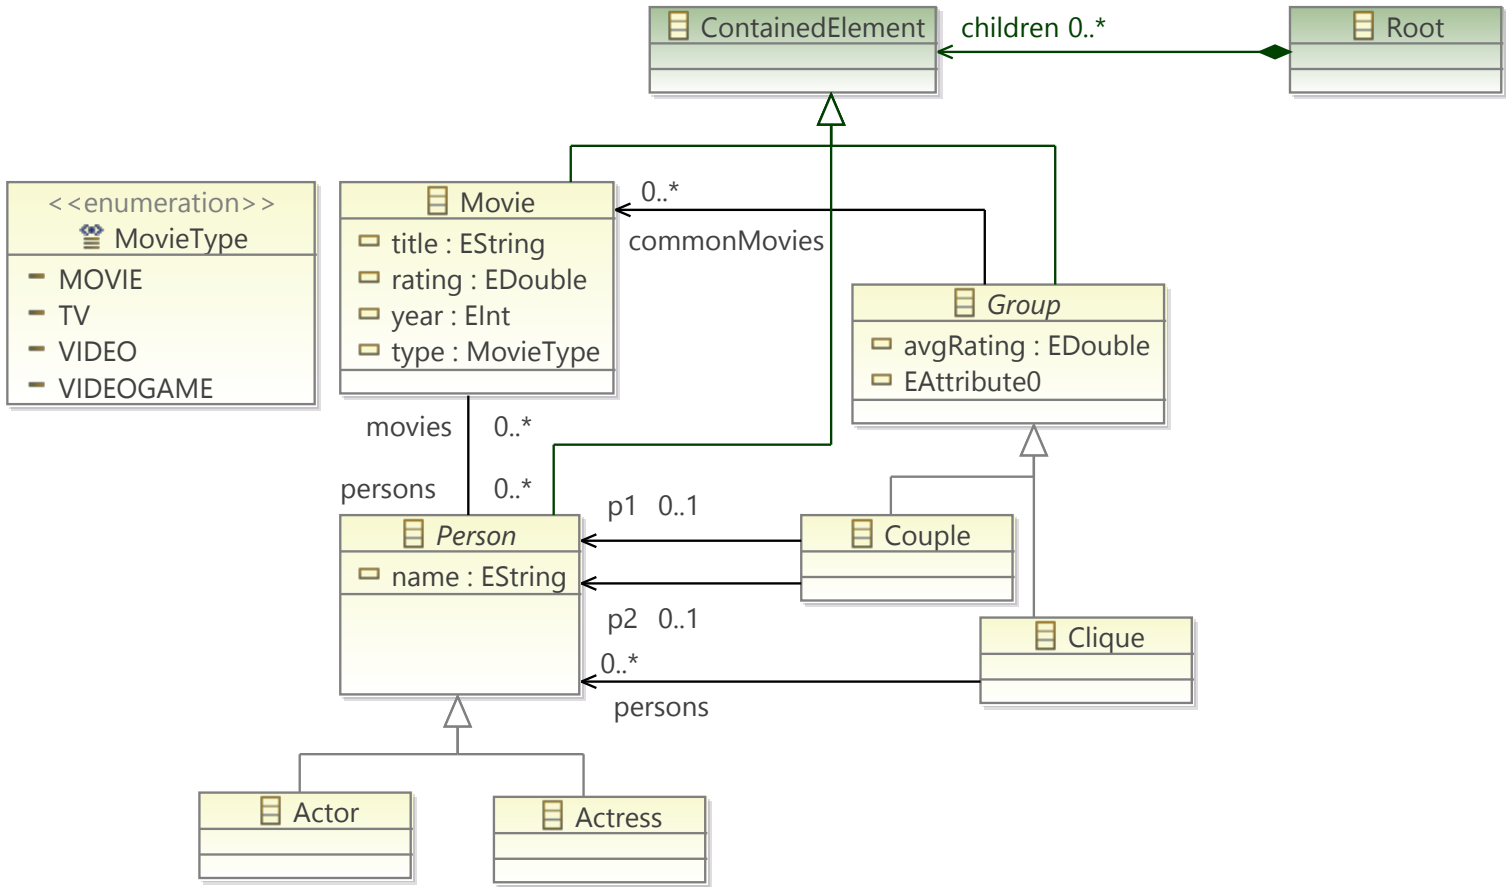 ContainedElement
children 0..*
Root
<<enumeration>>
MovieType
MOVIE
TV
VIDEO
VIDEOGAME
Movie
title : EString
rating : EDouble
year : EInt
type : MovieType
0..*
commonMovies
Group
avgRating : EDouble
EAttribute0
movies 0..*
persons 0..*
Person
name : EString
p1 0..1
p2 0..1
Couple
0..*
persons
Clique
Actor
Actress